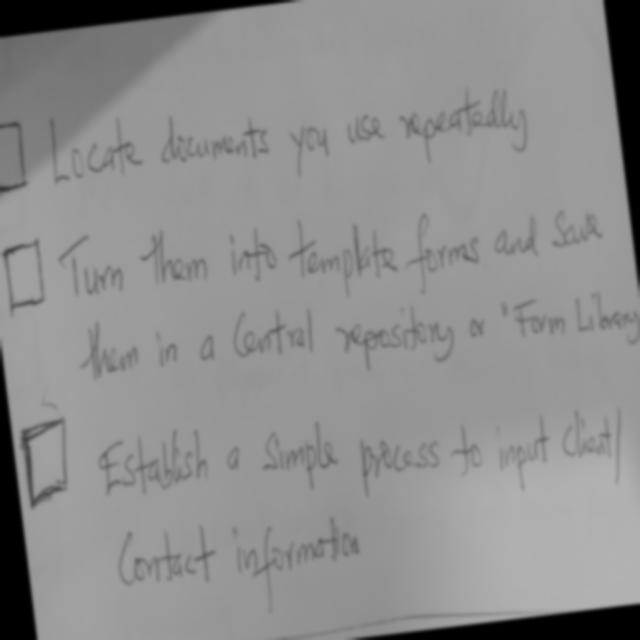 Locate documents you use repeatedly
Turn them into template forms and Save
them in a Central repository or "Form Library
Establish a Simple process to input Client/
Contact information